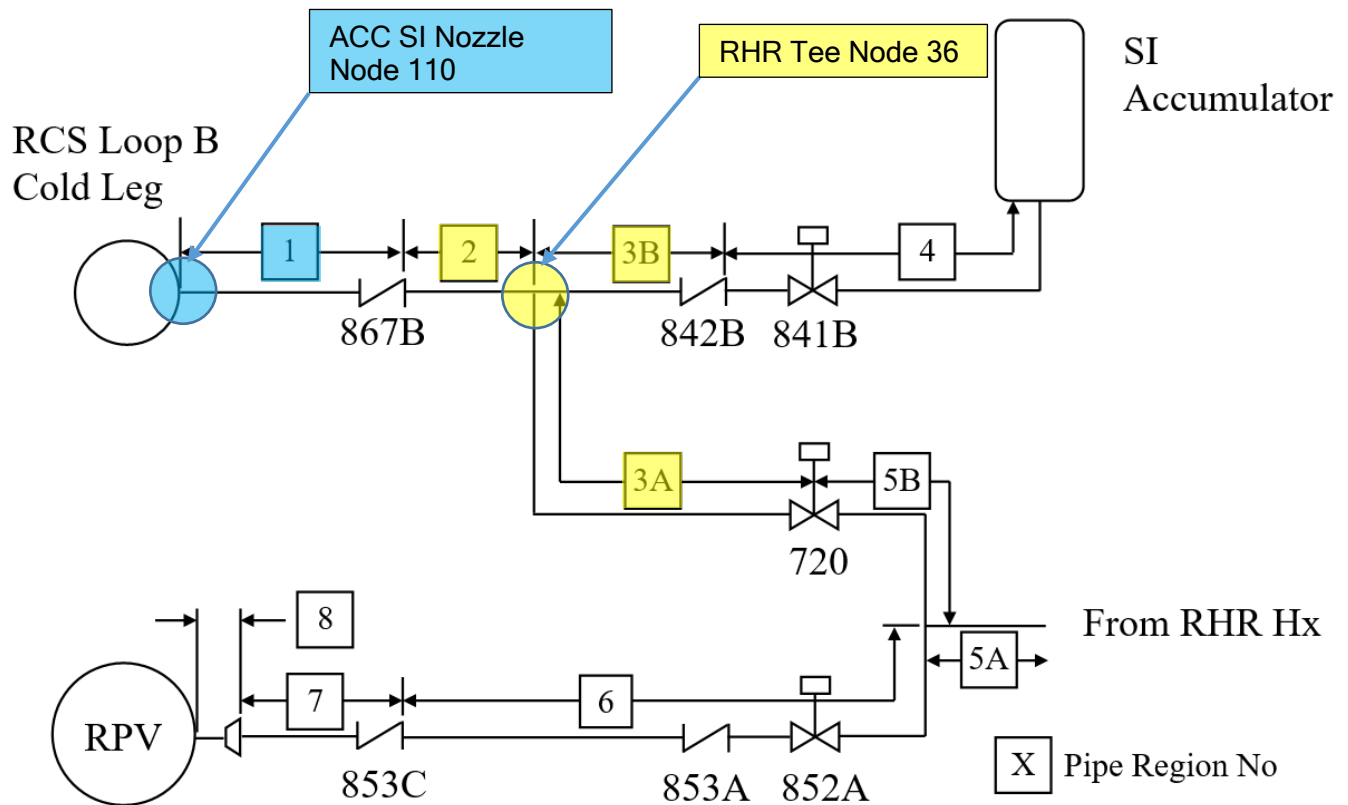 ACC SI Nozzle
Node 110
RHR Tee Node 36
SI
Accumulator
RCS Loop B
Cold Leg
1
2
3B
4
867B
842B
841B
3A
5B
720
8
From RHR Hx
5A
7
6
RPV
853C
853A
852A
X Pipe Region No